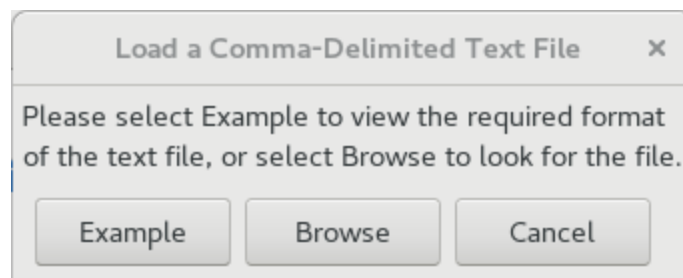 Load a Comma-Delimited Text File
Please select Example to view the required format
of the text file, or select Browse to look for the file.
Example Browse Cancel